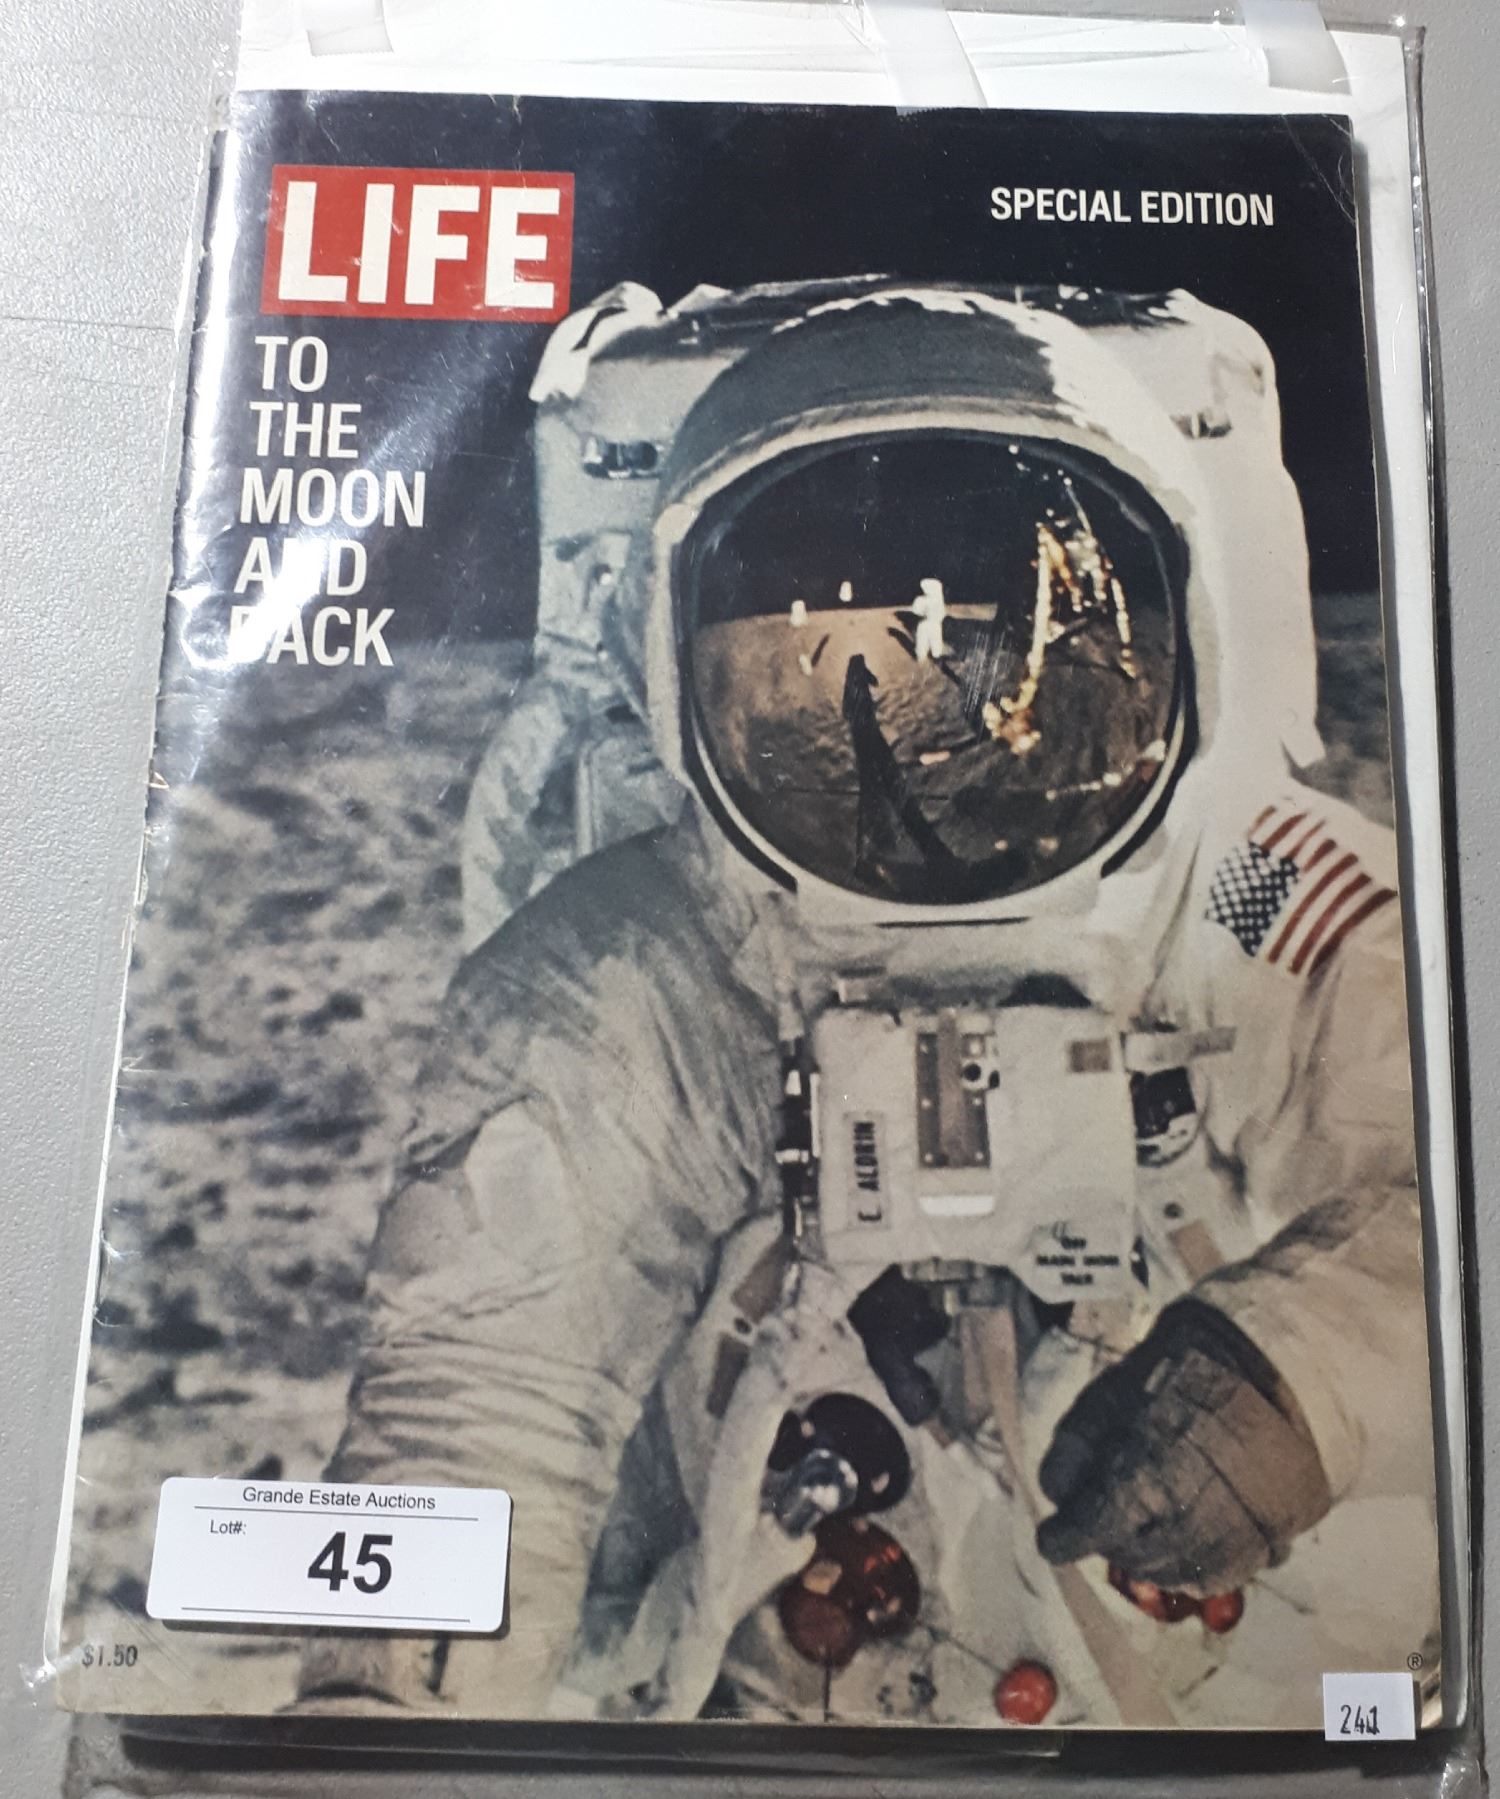 LIFE
SPECIAL EDITION
TO
THE
MOON
AND
BACK
E. ALDRIN
Grande Estate Auctions
Lot#:
45
$1.50
®
241